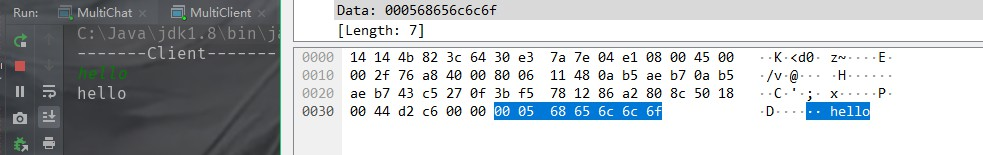 Run: MultiChat × MultiClient ×
C:\Java\jdk1.8\bin\ja
-------Client-------
hello
hello
Data: 000568656c6c6f
[Length: 7]
0000 14 14 4b 82 3c 64 30 e3 7a 7e 04 e1 08 00 45 00 ··K·<d0· z~····E·
0010 00 2f 76 a8 40 00 80 06 11 48 0a b5 ae b7 0a b5 ·/v·@··· ·H······
0020 ae b7 43 c5 27 0f 3b f5 78 12 86 a2 80 8c 50 18 ··C·'·;· x·····P·
0030 00 44 d2 c6 00 00 00 05 68 65 6c 6c 6f ·D······ hello